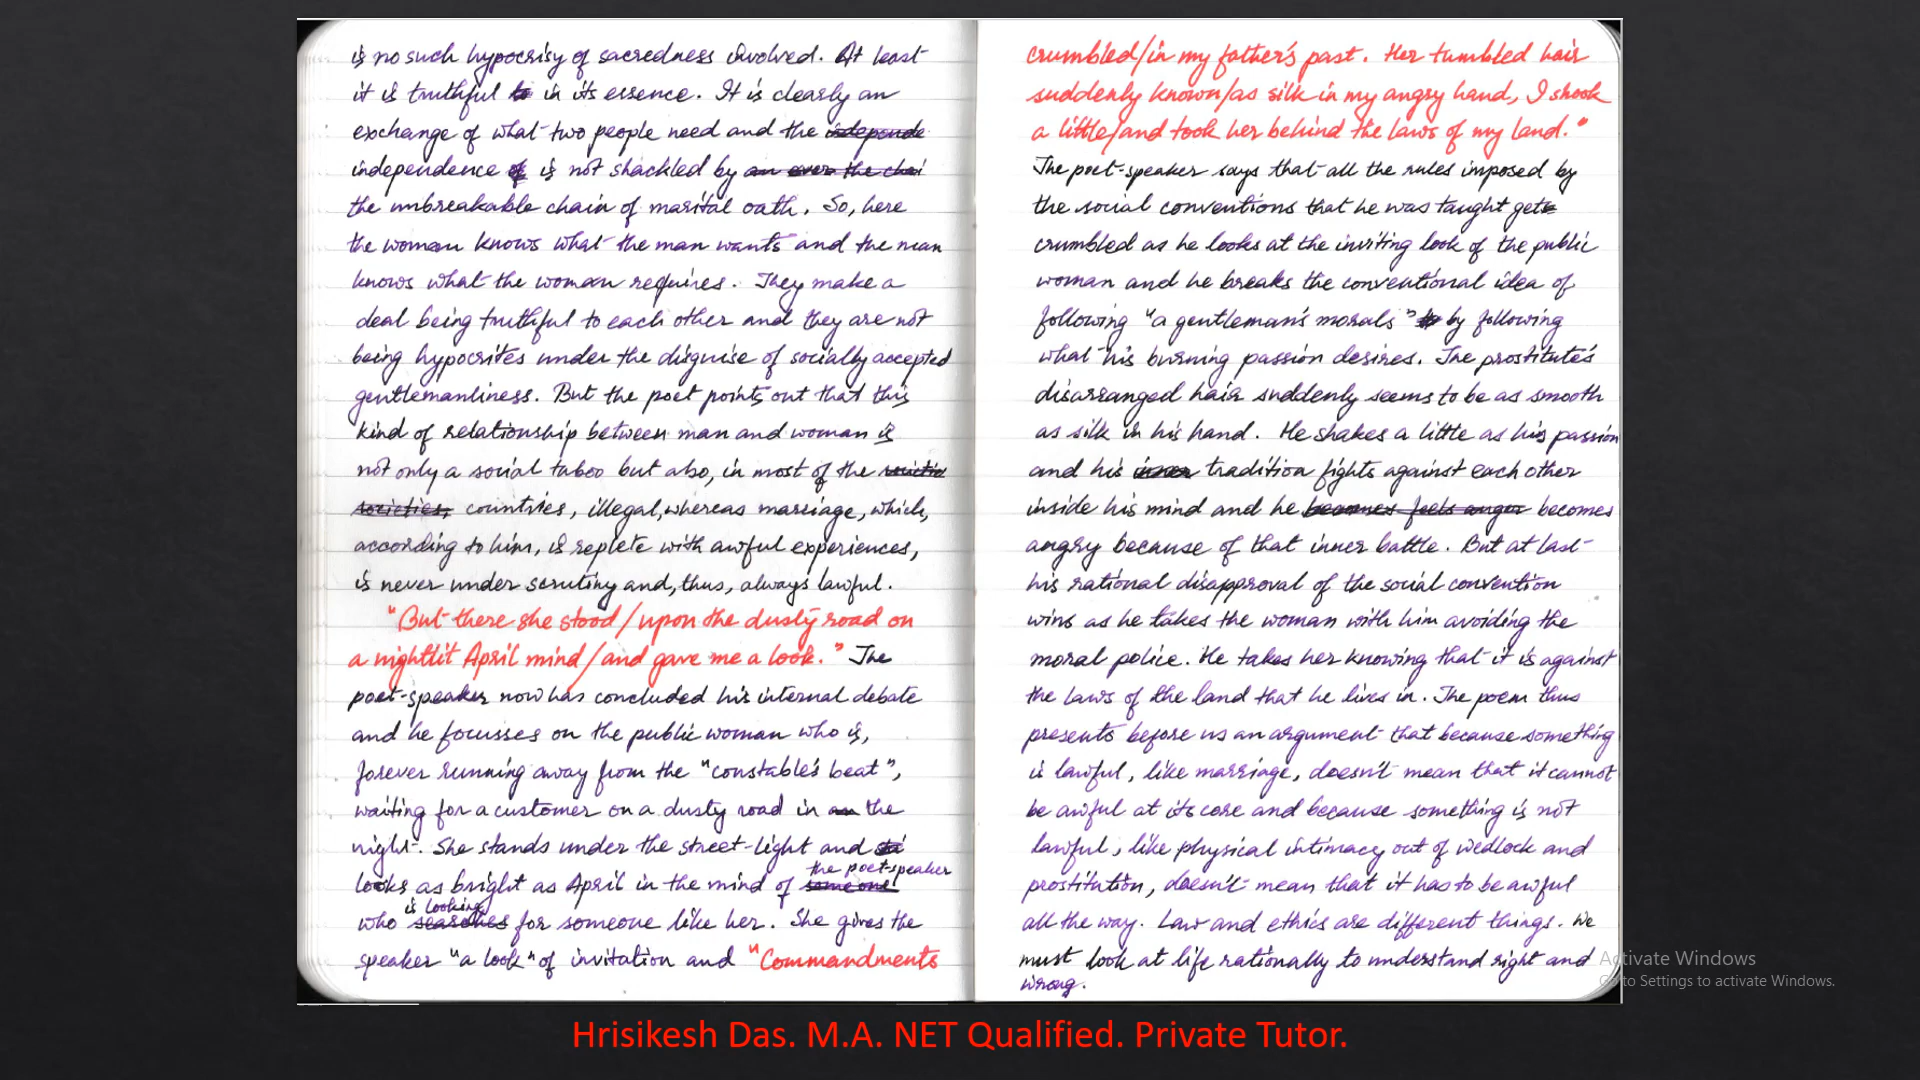 is no such hypocrisy of sacredness involved. At least
it is truthful to in its essence. It is clearly an
exchange of what two people need and the independe
independence of is not shackled by an over the chai
the unbreakable chain of marital oath. So, here
the woman knows what the man wants and the man
knows what the woman requires. They make a
deal being truthful to each other and they are not
being hypocrites under the disguise of socially accepted
gentlemanliness. But the poet points out that this
kind of relationship between man and woman is
not only a social taboo but also, in most of the
societies, countries, illegal, whereas marriage, which,
according to him, is replete with awful experiences,
is never under scrutiny and, thus, always lawful.
"But there she stood/upon the dusty road on
a nightlit April mind/and gave me a look." The
poet-speaker now has concluded his internal debate
and he focusses on the public woman who is,
forever running away from the "constable's beat",
waiting for a customer on a dusty road in an the
night. She stands under the street-light and sta
looks as bright as April in the mind of someone the poet-speaker
who searches is looking for someone like her. She gives the
speaker "a look" of invitation and "Commandments
crumbled/in my father's past. Her tumbled hair
suddenly known/as silk in my angry hand, I shook
a little/and took her behind the laws of my land."
The poet-speaker says that all the rules imposed by
the social conventions that he was taught gets
crumbled as he looks at the inviting look of the public
woman and he breaks the conventional idea of
following "a gentleman's morals" by following
what his burning passion desires. The prostitute's
disarranged hair suddenly seems to be as smooth
as silk in his hand. He shakes a little as his passion
and his inner tradition fights against each other
inside his mind and he becomes feels anger becomes
angry because of that inner battle. But at last
his rational disapproval of the social convention
wins as he takes the woman with him avoiding the
moral police. He takes her knowing that it is against
the laws of the land that he lives in. The poem thus
presents before us an argument that because something
is lawful, like marriage, doesn't mean that it cannot
be awful at its core and because something is not
lawful, like physical intimacy out of wedlock and
prostitution, doesn't mean that it has to be awful
all the way. Law and ethics are different things. We
must look at life rationally to understand right and
wrong.
Activate Windows
Go to Settings to activate Windows.
Hrisikesh Das. M.A. NET Qualified. Private Tutor.